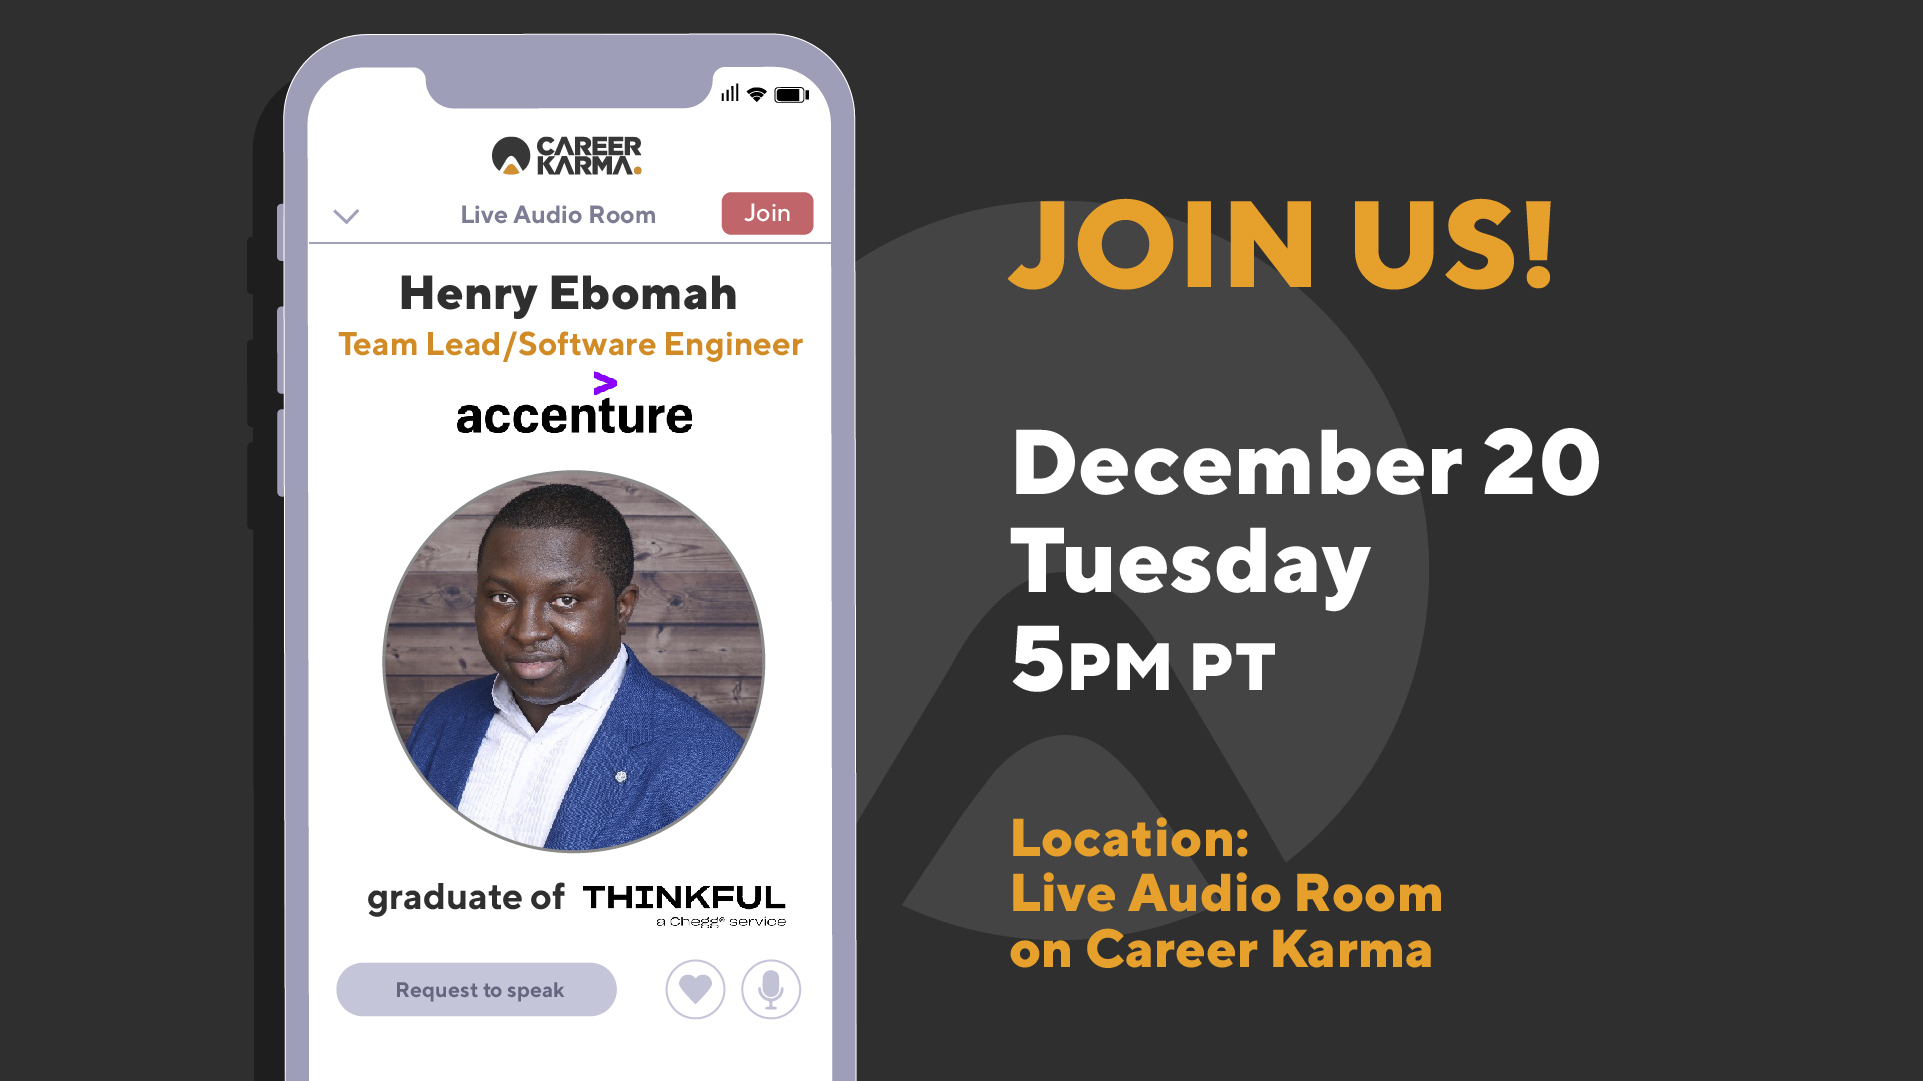 CAREER
KARMA.
Live Audio Room
Join
Henry Ebomah
Team Lead/Software Engineer
>
accenture
graduate of THINKFUL
a Chegg® service
Request to speak
JOIN US!
December 20
Tuesday
5PM PT
Location:
Live Audio Room
on Career Karma